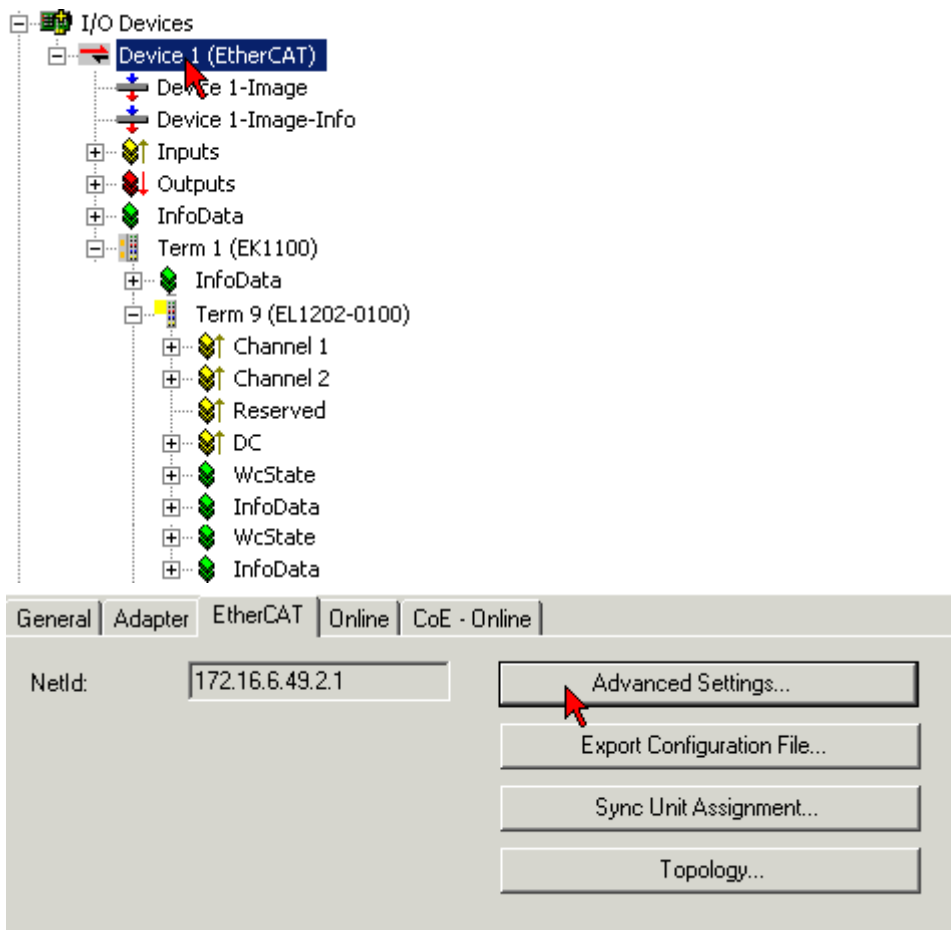 I/O Devices
Device 1 (EtherCAT)
Device 1-Image
Device 1-Image-Info
Inputs
Outputs
InfoData
Term 1 (EK1100)
InfoData
Term 9 (EL1202-0100)
Channel 1
Channel 2
Reserved
DC
WcState
InfoData
WcState
InfoData
General Adapter EtherCAT Online CoE - Online
NetId: 172.16.6.49.2.1 Advanced Settings...
Export Configuration File...
Sync Unit Assignment...
Topology...